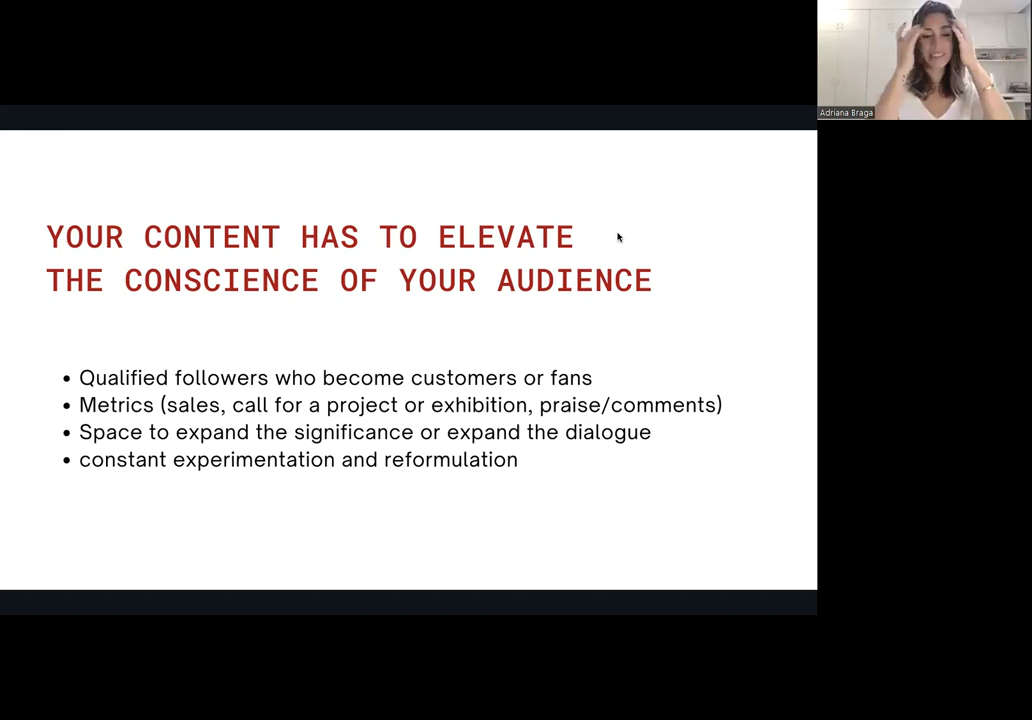 Adriana Braga
YOUR CONTENT HAS TO ELEVATE
THE CONSCIENCE OF YOUR AUDIENCE
• Qualified followers who become customers or fans
• Metrics (sales, call for a project or exhibition, praise/comments)
• Space to expand the significance or expand the dialogue
• constant experimentation and reformulation